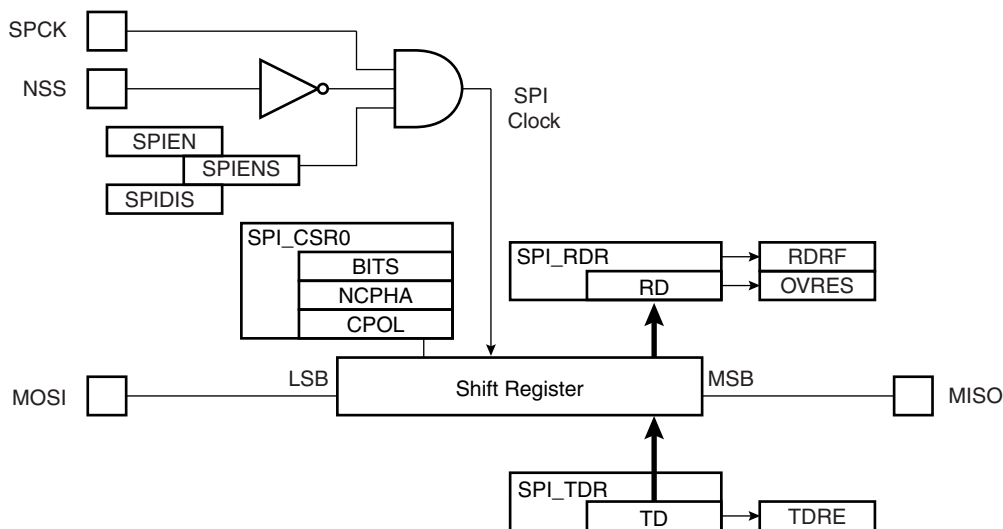 SPCK
NSS
SPI
Clock
SPIEN
SPIENS
SPIDIS
SPI_CSR0
BITS
NCPHA
CPOL
SPI_RDR
RD
RDRF
OVRES
MOSI
LSB
Shift Register
MSB
MISO
SPI_TDR
TD
TDRE